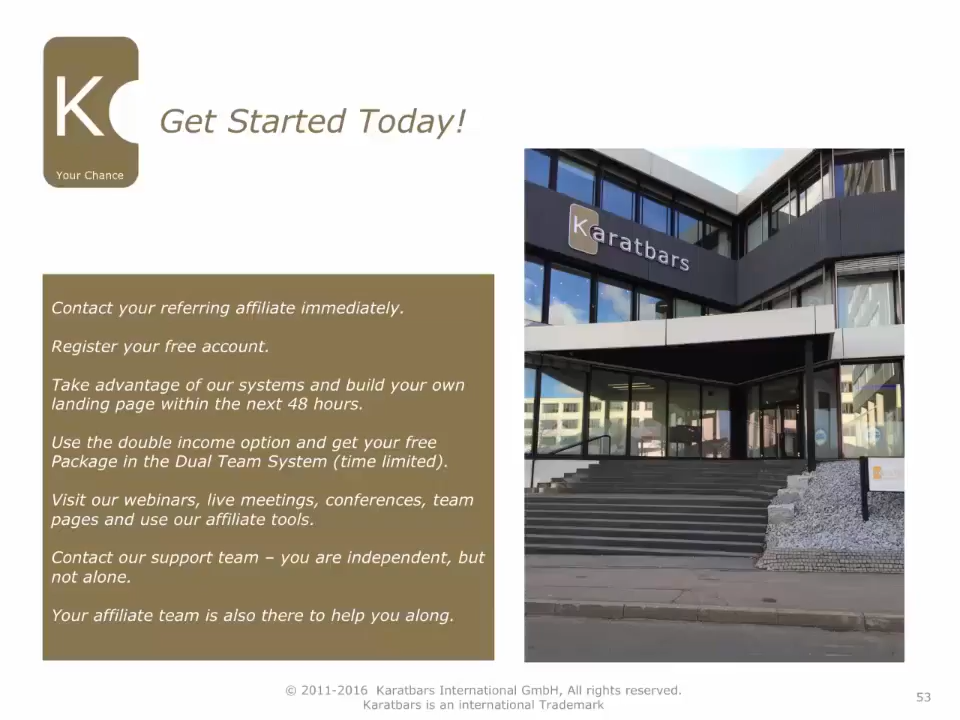 K
Your Chance
Get Started Today!
Karatbars
Contact your referring affiliate immediately.
Register your free account.
Take advantage of our systems and build your own
landing page within the next 48 hours.
Use the double income option and get your free
Package in the Dual Team System (time limited).
Visit our webinars, live meetings, conferences, team
pages and use our affiliate tools.
Contact our support team – you are independent, but
not alone.
Your affiliate team is also there to help you along.
© 2011-2016 Karatbars International GmbH, All rights reserved.
Karatbars is an international Trademark
53